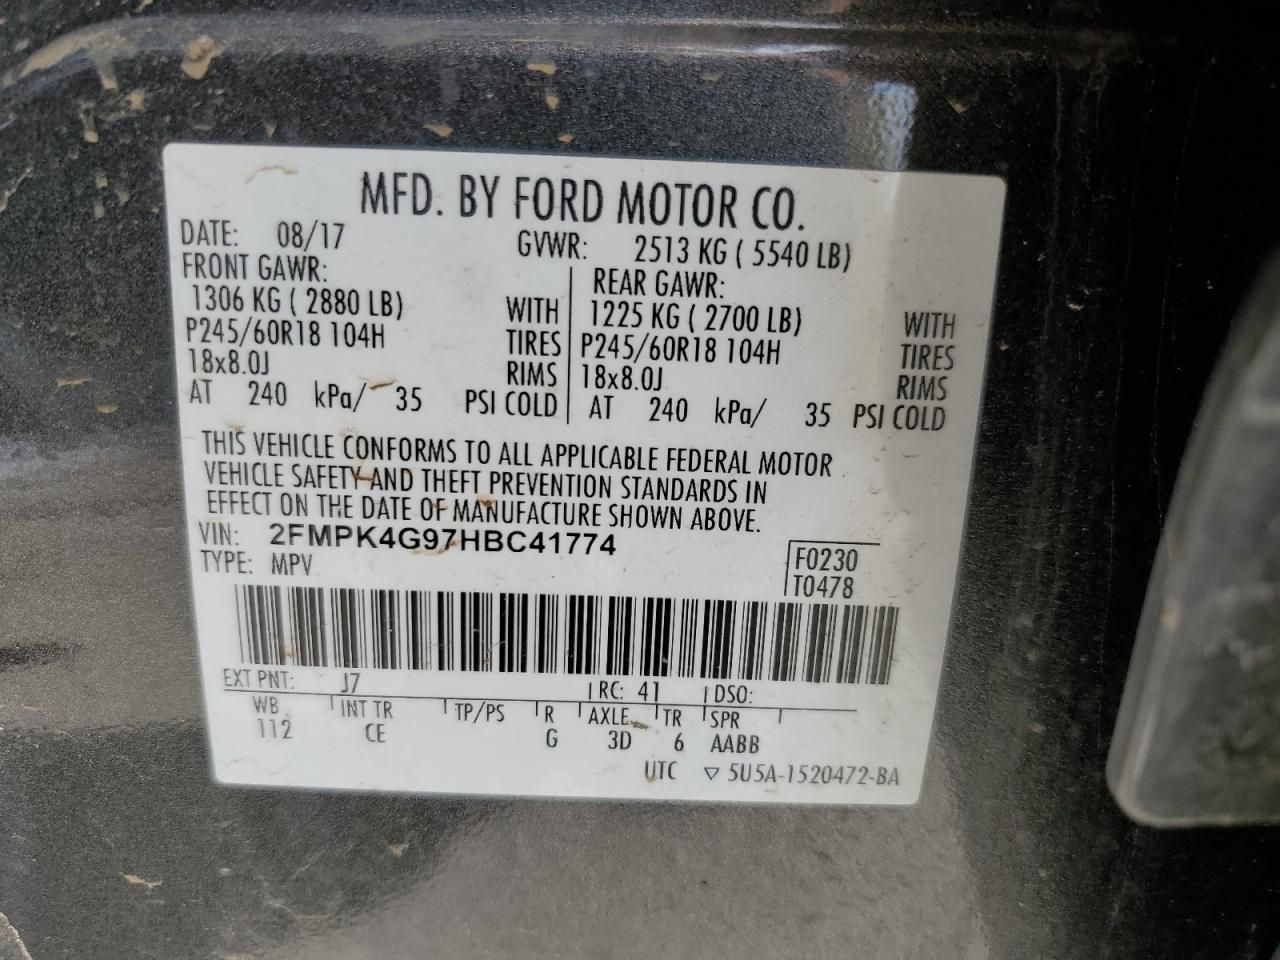 MFD. BY FORD MOTOR CO.
DATE: 08/17 GVWR: 2513 KG ( 5540 LB)
FRONT GAWR: REAR GAWR:
1306 KG ( 2880 LB) WITH 1225 KG ( 2700 LB) WITH
P245/60R18 104H TIRES P245/60R18 104H TIRES
18x8.0J RIMS 18x8.0J RIMS
AT 240 kPa/ 35 PSI COLD AT 240 kPa/ 35 PSI COLD
THIS VEHICLE CONFORMS TO ALL APPLICABLE FEDERAL MOTOR
VEHICLE SAFETY AND THEFT PREVENTION STANDARDS IN
EFFECT ON THE DATE OF MANUFACTURE SHOWN ABOVE.
VIN: 2FMPK4G97HBC41774
TYPE: MPV
F0230
T0478
EXT PNT: J7 RC: 41 DSO:
WB INT TR TP/PS R AXLE TR SPR
112 CE G 3D 6 AABB
UTC ▽ 5U5A-1520472-BA